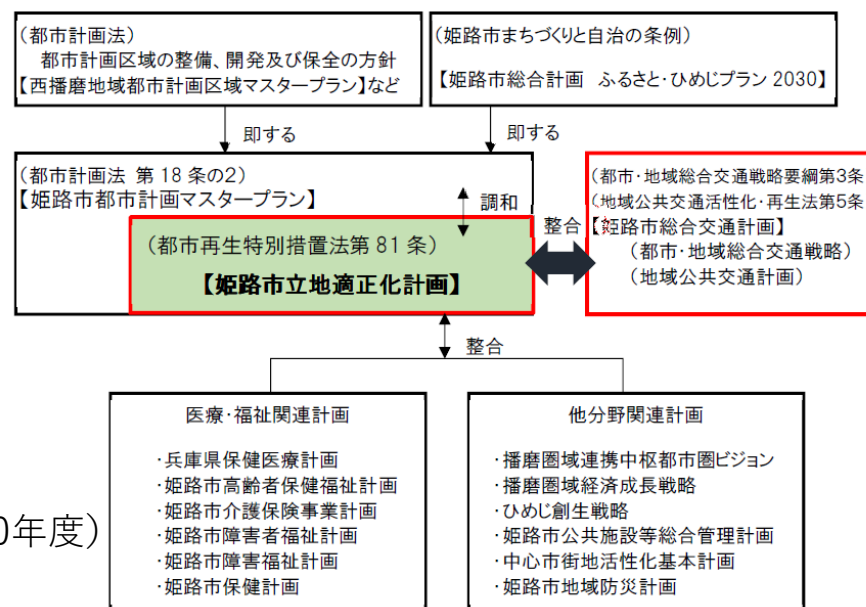 (都市計画法)
都市計画区域の整備、開発及び保全の方針
【西播磨地域都市計画区域マスタープラン】など
(姫路市まちづくりと自治の条例)
【姫路市総合計画 ふるさと・ひめじプラン 2030】
即する
即する
(都市計画法 第 18 条の2)
【姫路市都市計画マスタープラン】
調和
(都市再生特別措置法第 81 条)
【姫路市立地適正化計画】
整合
(都市・地域総合交通戦略要綱第3条
(地域公共交通活性化・再生法第5条
【姫路市総合交通計画】
(都市・地域総合交通戦略)
(地域公共交通計画)
整合
医療・福祉関連計画
・兵庫県保健医療計画
・姫路市高齢者保健福祉計画
・姫路市介護保険事業計画
・姫路市障害者福祉計画
・姫路市障害福祉計画
・姫路市保健計画
他分野関連計画
・播磨圏域連携中枢都市圏ビジョン
・播磨圏域経済成長戦略
・ひめじ創生戦略
・姫路市公共施設等総合管理計画
・中心市街地活性化基本計画
・姫路市地域防災計画
0年度)